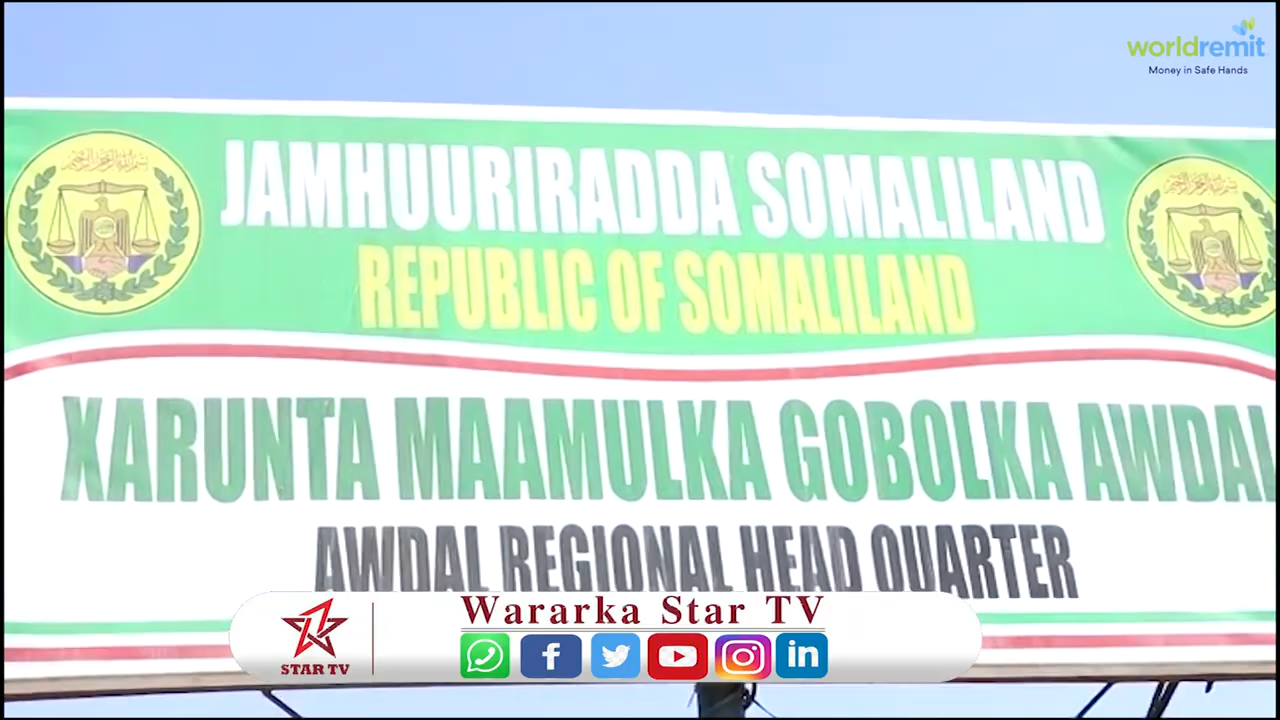 worldremit
Money in Safe Hands
JAMHUURIRADDA SOMALILAND
REPUBLIC OF SOMALILAND
XARUNTA MAAMULKA GOBOLKA AWDAL
AWDAL REGIONAL HEAD QUARTER
Wararka Star TV
STAR TV